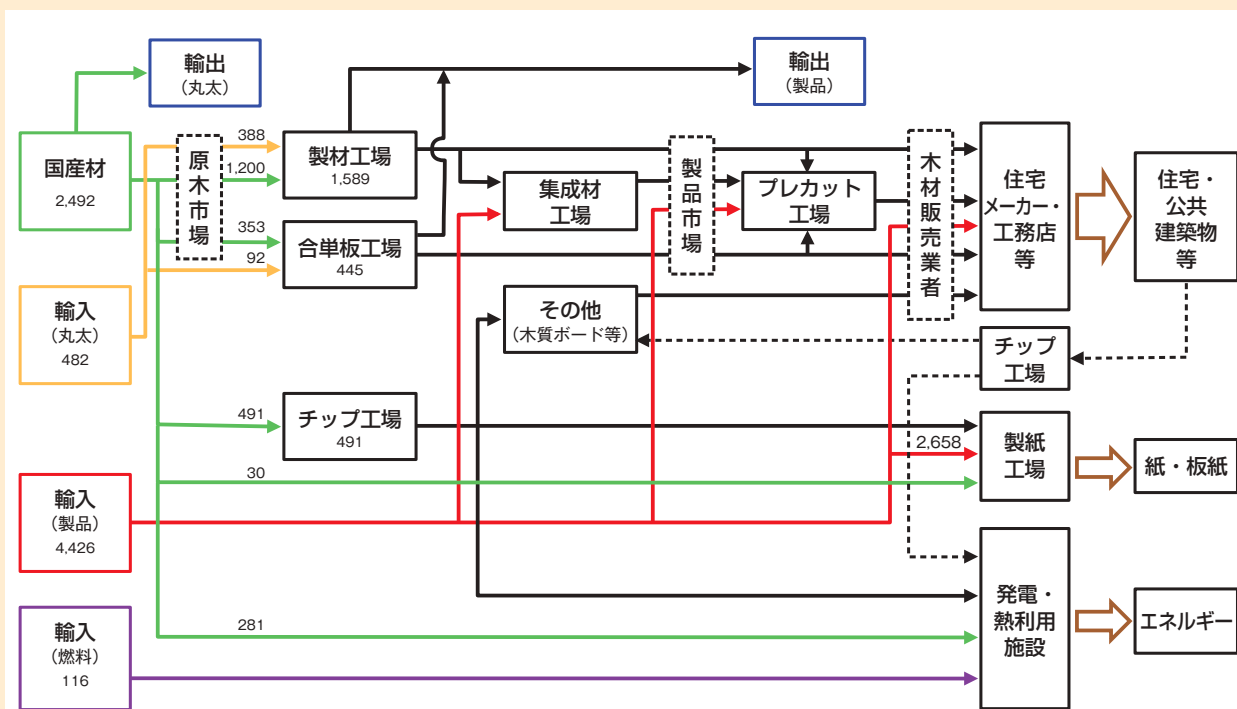 輸出
(丸太)
輸出
(製品)
国産材
2,492
原木市場
388
1,200
353
92
製材工場
1,589
合単板工場
445
集成材
工場
製品市場
プレカット
工場
木材販売業者
住宅
メーカー・
工務店
等
住宅・
公共
建築物
等
輸入
(丸太)
482
その他
(木質ボード等)
チップ
工場
491
チップ工場
491
2,658
製紙
工場
紙・板紙
30
輸入
(製品)
4,426
発電・
熱利用
施設
エネルギー
281
輸入
(燃料)
116